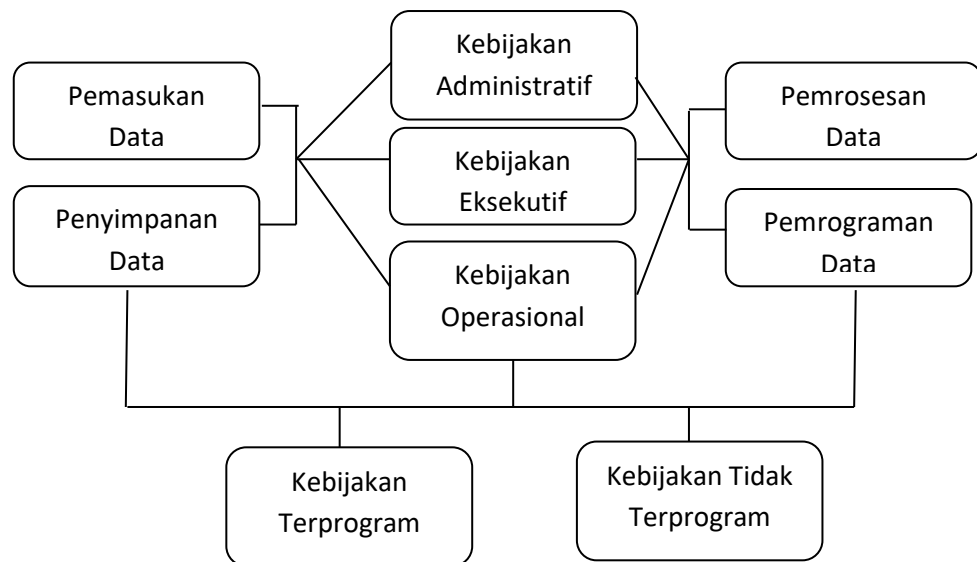 Kebijakan
Administratif
Pemasukan
Data
Pemrosesan
Data
Kebijakan
Eksekutif
Penyimpanan
Data
Pemrograman
Data
Kebijakan
Operasional
Kebijakan
Terprogram
Kebijakan Tidak
Terprogram